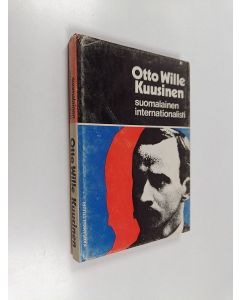 Otto Wille
Kuusinen
suomalainen
internationalisti
Otto Wille Kuusinen